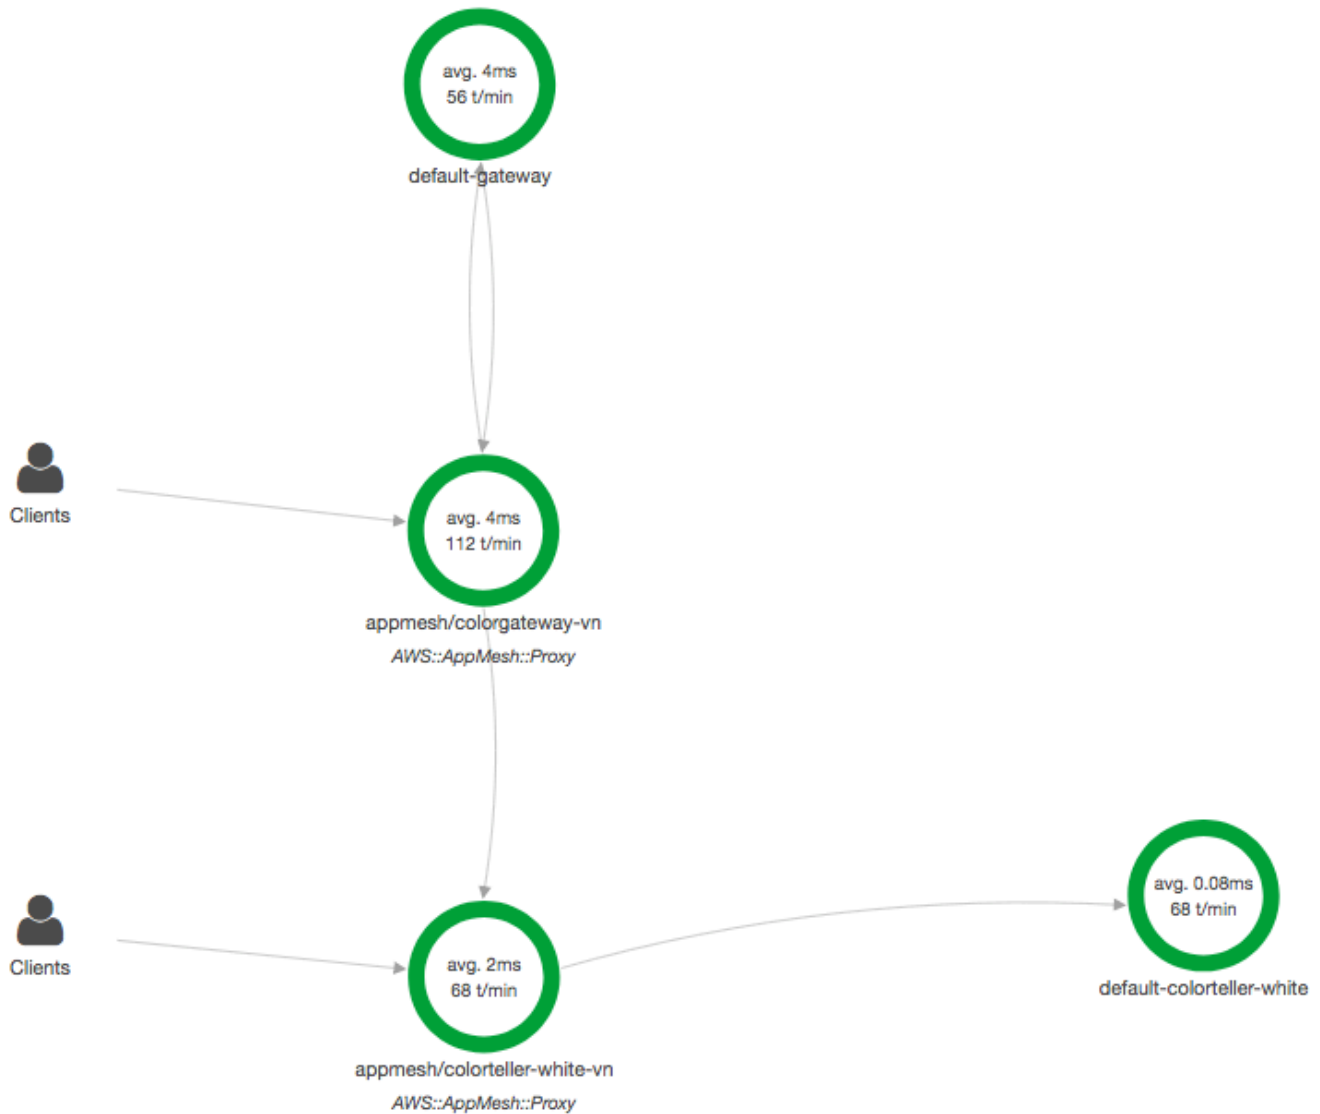 avg. 4ms
56 t/min
default-gateway
Clients
avg. 4ms
112 t/min
appmesh/colorgateway-vn
AWS::AppMesh::Proxy
Clients
avg. 2ms
68 t/min
appmesh/colorteller-white-vn
AWS::AppMesh::Proxy
avg. 0.08ms
68 t/min
default-colorteller-white